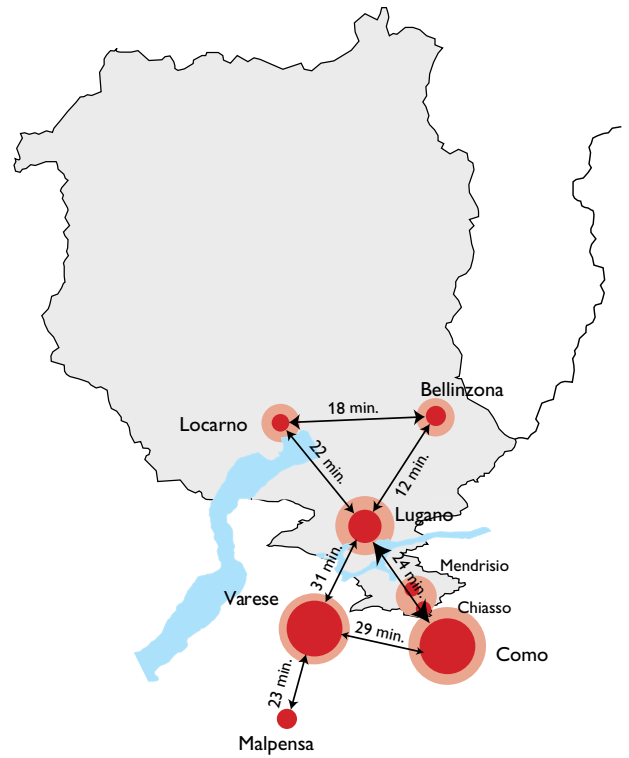 Bellinzona
18 min.
Locarno
22 min.
12 min.
Lugano
31 min.
24 min.
Mendrisio
Varese
Chiasso
29 min.
Como
23 min.
Malpensa